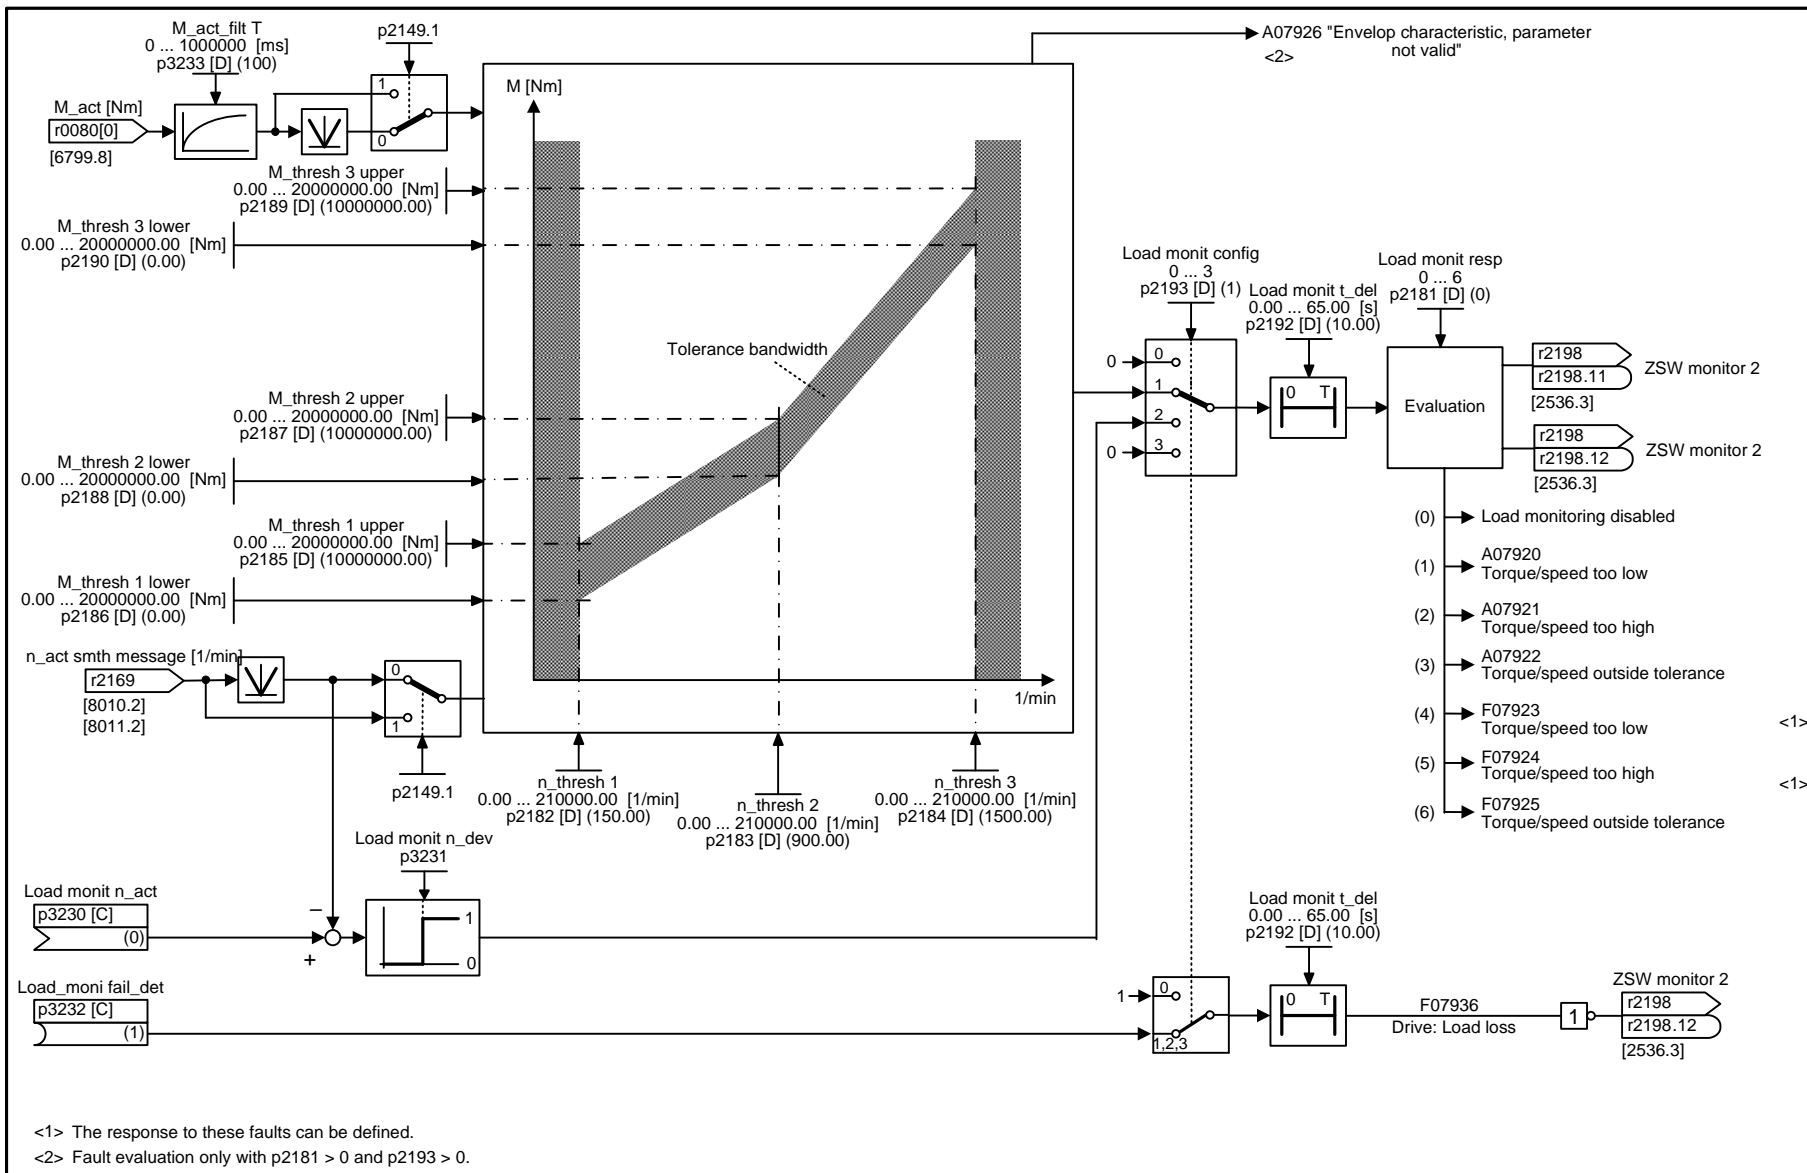 M_act_filt T
0 ... 1000000 [ms]
p3233 [D] (100)
p2149.1
A07926 "Envelop characteristic, parameter
not valid"
<2>
M_act [Nm]
r0080[0]
[6799.8]
1
0
M [Nm]
M_thresh 3 upper
0.00 ... 20000000.00 [Nm]
p2189 [D] (10000000.00)
M_thresh 3 lower
0.00 ... 20000000.00 [Nm]
p2190 [D] (0.00)
Tolerance bandwidth
M_thresh 2 upper
0.00 ... 20000000.00 [Nm]
p2187 [D] (10000000.00)
M_thresh 2 lower
0.00 ... 20000000.00 [Nm]
p2188 [D] (0.00)
M_thresh 1 upper
0.00 ... 20000000.00 [Nm]
p2185 [D] (10000000.00)
M_thresh 1 lower
0.00 ... 20000000.00 [Nm]
p2186 [D] (0.00)
n_act smth message [1/min]
r2169
[8010.2]
[8011.2]
0
1
p2149.1
1/min
n_thresh 1
0.00 ... 210000.00 [1/min]
p2182 [D] (150.00)
n_thresh 2
0.00 ... 210000.00 [1/min]
p2183 [D] (900.00)
n_thresh 3
0.00 ... 210000.00 [1/min]
p2184 [D] (1500.00)
Load monit config
0 ... 3
p2193 [D] (1)
0 0
1
2
0 3
Load monit t_del
0.00 ... 65.00 [s]
p2192 [D] (10.00)
0 T
Load monit resp
0 ... 6
p2181 [D] (0)
Evaluation
r2198
r2198.11
[2536.3]
ZSW monitor 2
r2198
r2198.12
[2536.3]
ZSW monitor 2
(0) Load monitoring disabled
(1) A07920
Torque/speed too low
(2) A07921
Torque/speed too high
(3) A07922
Torque/speed outside tolerance
(4) F07923
Torque/speed too low
<1>
(5) F07924
Torque/speed too high
<1>
(6) F07925
Torque/speed outside tolerance
Load monit n_dev
p3231
1
0
Load monit n_act
p3230 [C]
(0)
–
+
Load_moni fail_det
p3232 [C]
(1)
1 0
1,2,3
Load monit t_del
0.00 ... 65.00 [s]
p2192 [D] (10.00)
0 T
F07936
Drive: Load loss
1
ZSW monitor 2
r2198
r2198.12
[2536.3]
<1> The response to these faults can be defined.
<2> Fault evaluation only with p2181 > 0 and p2193 > 0.